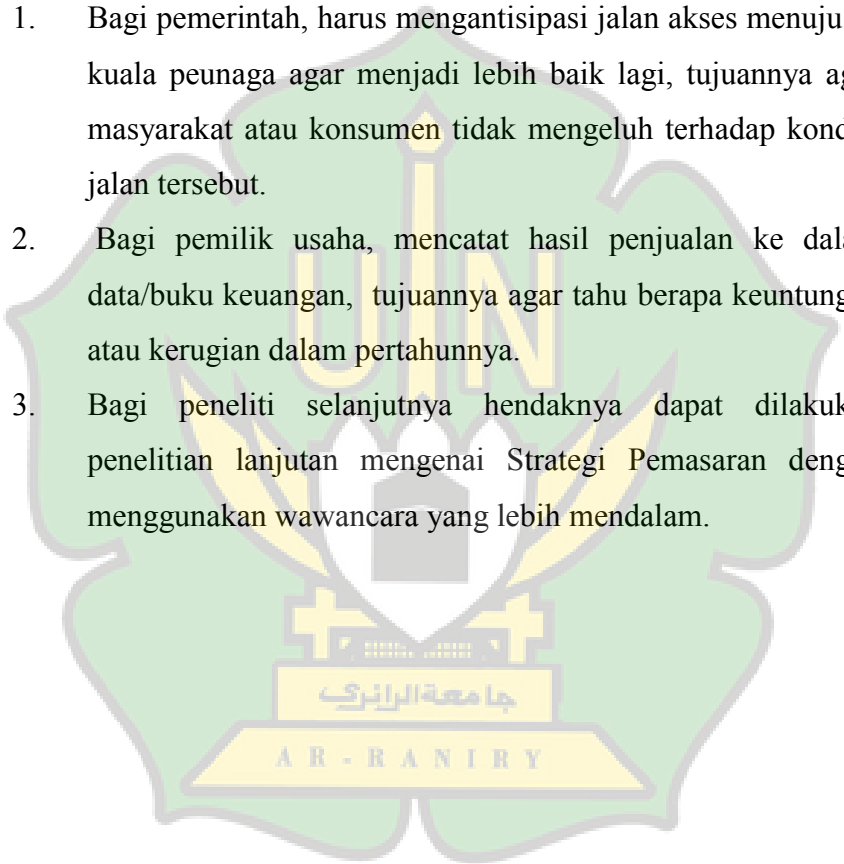 1. Bagi pemerintah, harus mengantisipasi jalan akses menuju
kuala peunaga agar menjadi lebih baik lagi, tujuannya ag
masyarakat atau konsumen tidak mengeluh terhadap kond
jalan tersebut.
2. Bagi pemilik usaha, mencatat hasil penjualan ke dala
data/buku keuangan, tujuannya agar tahu berapa keuntung
atau kerugian dalam pertahunnya.
3. Bagi peneliti selanjutnya hendaknya dapat dilakuk
penelitian lanjutan mengenai Strategi Pemasaran deng
menggunakan wawancara yang lebih mendalam.
UIN
جامعةالرانري
AR-RANIRY